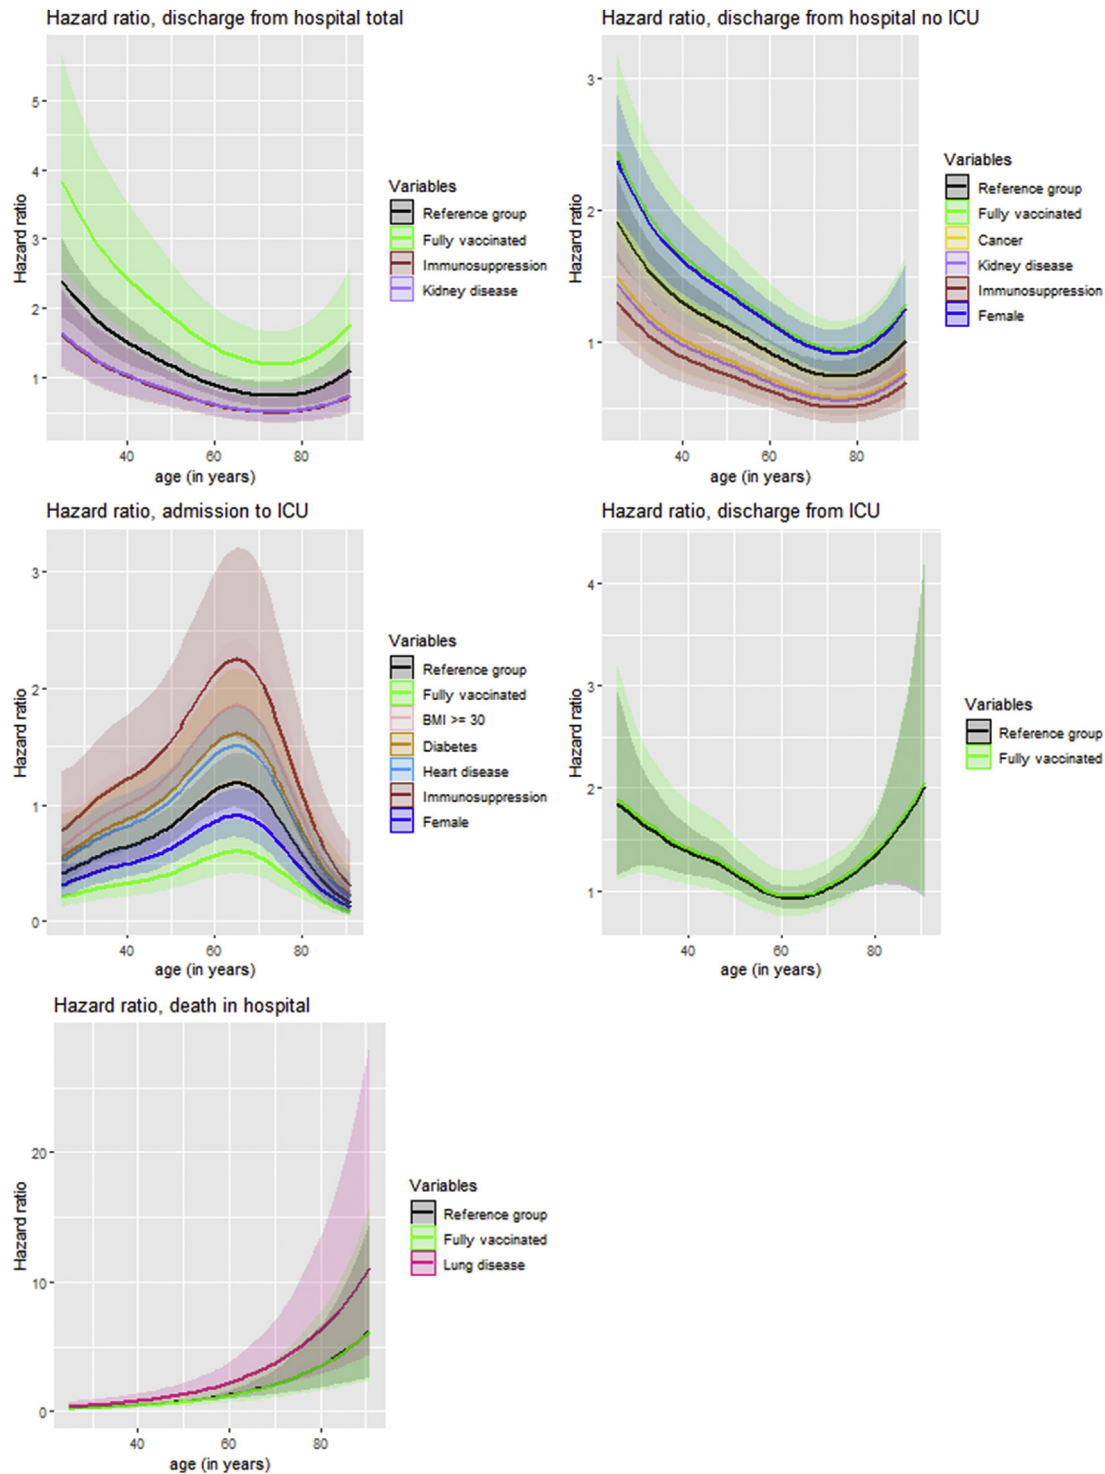 Hazard ratio, discharge from hospital total
5
4
3
2
1
Hazard ratio
40
60
80
age (in years)
Variables
Reference group
Fully vaccinated
Immunosuppression
Kidney disease
Hazard ratio, discharge from hospital no ICU
3
2
1
Hazard ratio
40
60
80
age (in years)
Variables
Reference group
Fully vaccinated
Cancer
Kidney disease
Immunosuppression
Female
Hazard ratio, admission to ICU
3
2
1
0
Hazard ratio
40
60
80
age (in years)
Variables
Reference group
Fully vaccinated
BMI >= 30
Diabetes
Heart disease
Immunosuppression
Female
Hazard ratio, discharge from ICU
4
3
2
1
Hazard ratio
40
60
80
age (in years)
Variables
Reference group
Fully vaccinated
Hazard ratio, death in hospital
20
10
0
Hazard ratio
40
60
80
age (in years)
Variables
Reference group
Fully vaccinated
Lung disease